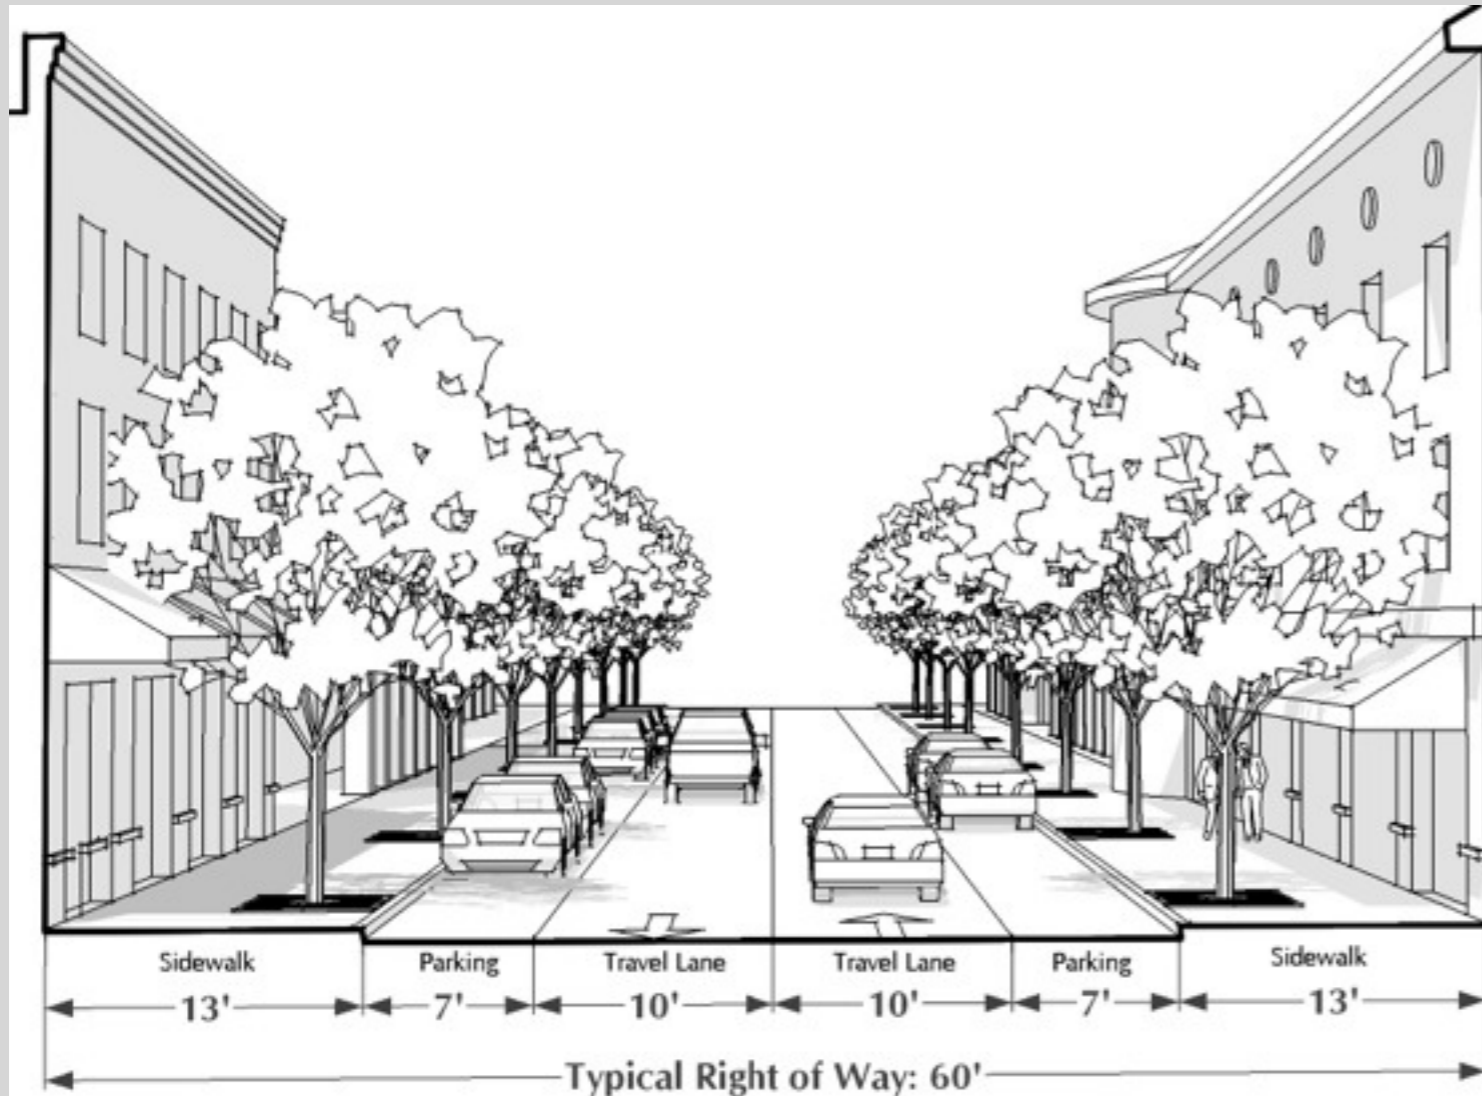 Sidewalk Parking Travel Lane Travel Lane Parking Sidewalk
13' 7' 10' 10' 7' 13'
Typical Right of Way: 60'